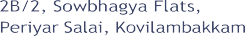 2B/2, Sowbhagya Flats,
Periyar Salai, Kovilambakkam